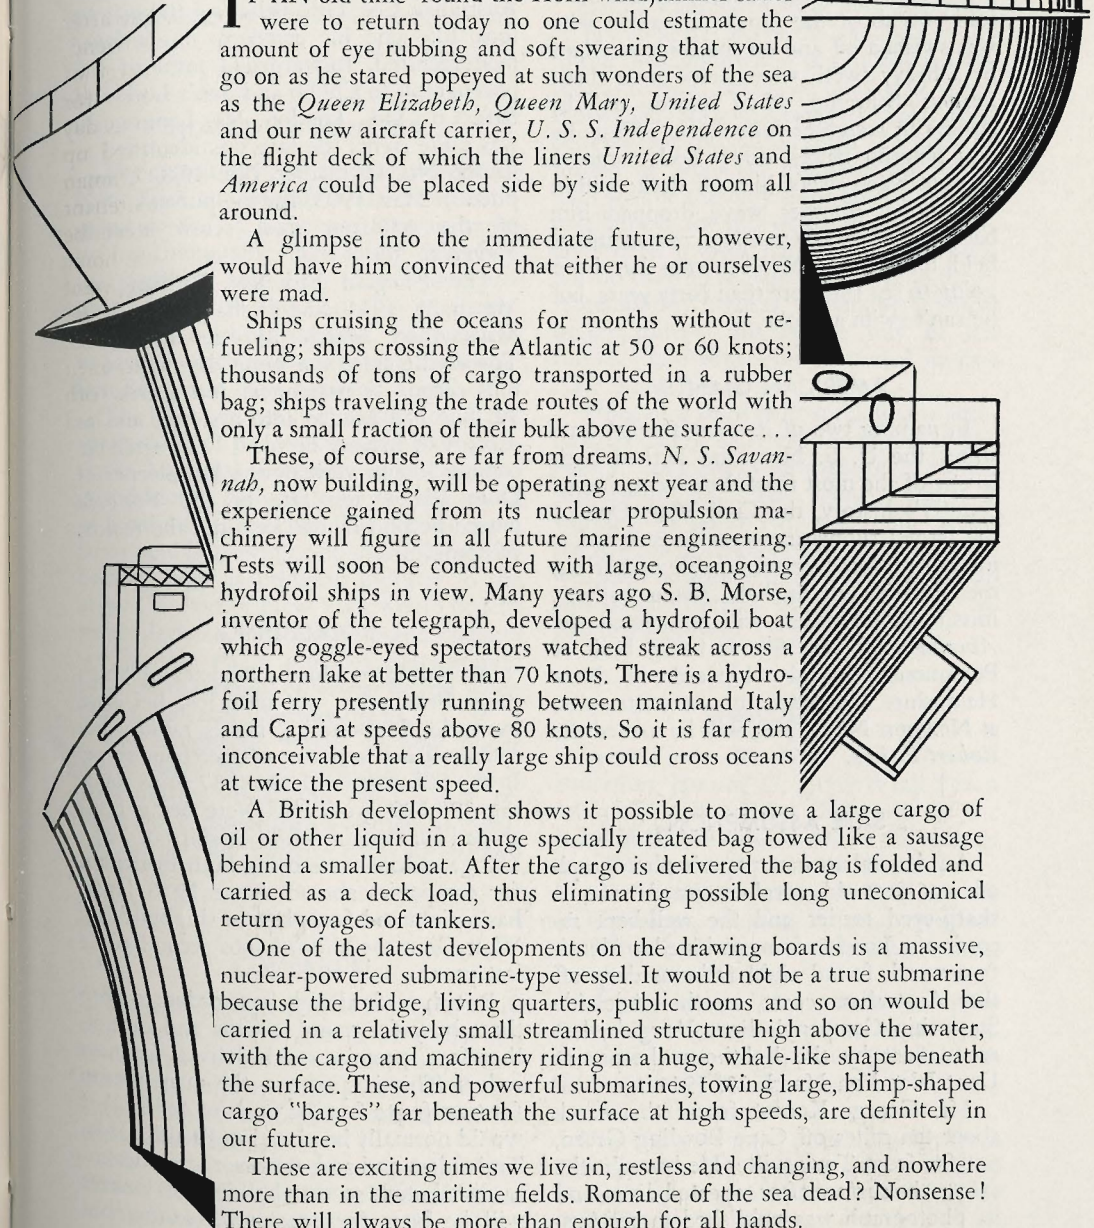 were to return today no one could estimate the
amount of eye rubbing and soft swearing that would
go on as he stared popeyed at such wonders of the sea
as the Queen Elizabeth, Queen Mary, United States
and our new aircraft carrier, U. S. S. Independence on
the flight deck of which the liners United States and
America could be placed side by side with room all
around.
A glimpse into the immediate future, however,
would have him convinced that either he or ourselves
were mad.
Ships cruising the oceans for months without re-
fueling; ships crossing the Atlantic at 50 or 60 knots;
thousands of tons of cargo transported in a rubber
bag; ships traveling the trade routes of the world with
only a small fraction of their bulk above the surface . . .
These, of course, are far from dreams. N. S. Savan-
nah, now building, will be operating next year and the
experience gained from its nuclear propulsion ma-
chinery will figure in all future marine engineering.
Tests will soon be conducted with large, oceangoing
hydrofoil ships in view. Many years ago S. B. Morse,
inventor of the telegraph, developed a hydrofoil boat
which goggle-eyed spectators watched streak across a
northern lake at better than 70 knots. There is a hydro-
foil ferry presently running between mainland Italy
and Capri at speeds above 80 knots. So it is far from
inconceivable that a really large ship could cross oceans
at twice the present speed.
A British development shows it possible to move a large cargo of
oil or other liquid in a huge specially treated bag towed like a sausage
behind a smaller boat. After the cargo is delivered the bag is folded and
carried as a deck load, thus eliminating possible long uneconomical
return voyages of tankers.
One of the latest developments on the drawing boards is a massive,
nuclear-powered submarine-type vessel. It would not be a true submarine
because the bridge, living quarters, public rooms and so on would be
carried in a relatively small streamlined structure high above the water,
with the cargo and machinery riding in a huge, whale-like shape beneath
the surface. These, and powerful submarines, towing large, blimp-shaped
cargo "barges" far beneath the surface at high speeds, are definitely in
our future.
These are exciting times we live in, restless and changing, and nowhere
more than in the maritime fields. Romance of the sea dead? Nonsense!
There will always be more than enough for all hands.